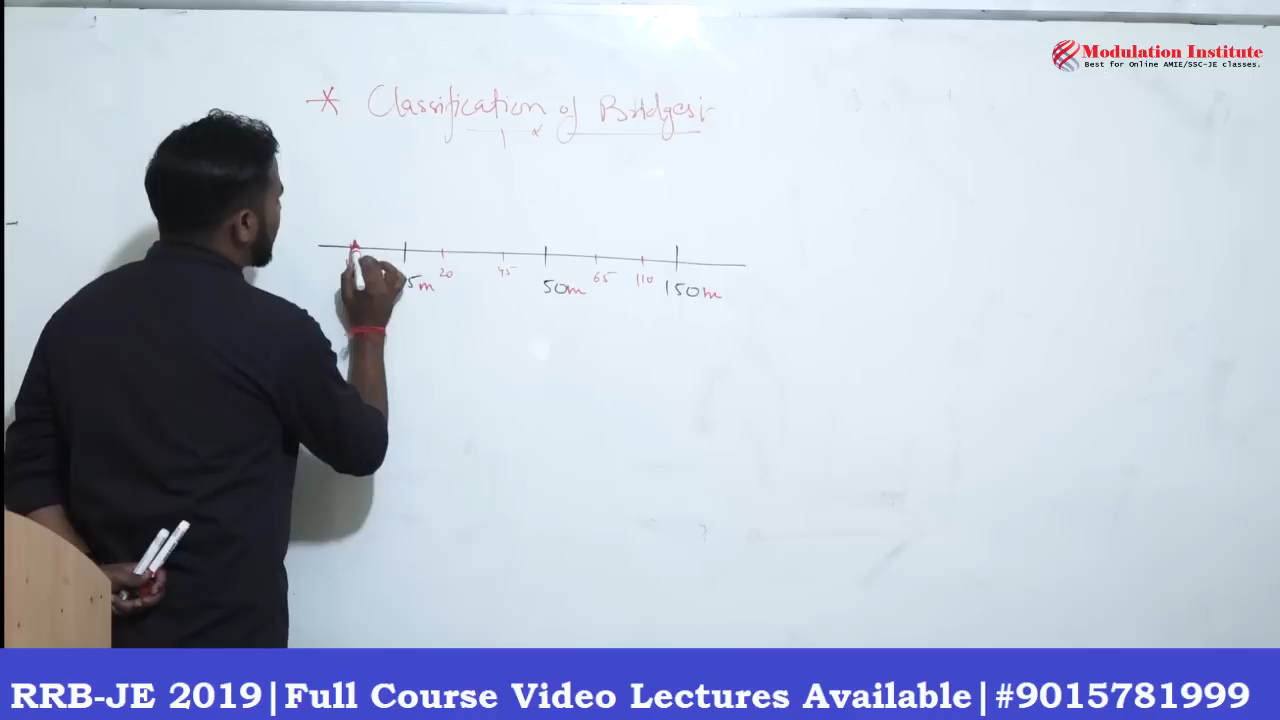 Modulation Institute
Best for Online AMIE/SSC-JE classes.
* Classification of Bridges:-
5m 20 45 50m 65 110 150m
RRB-JE 2019|Full Course Video Lectures Available|#9015781999